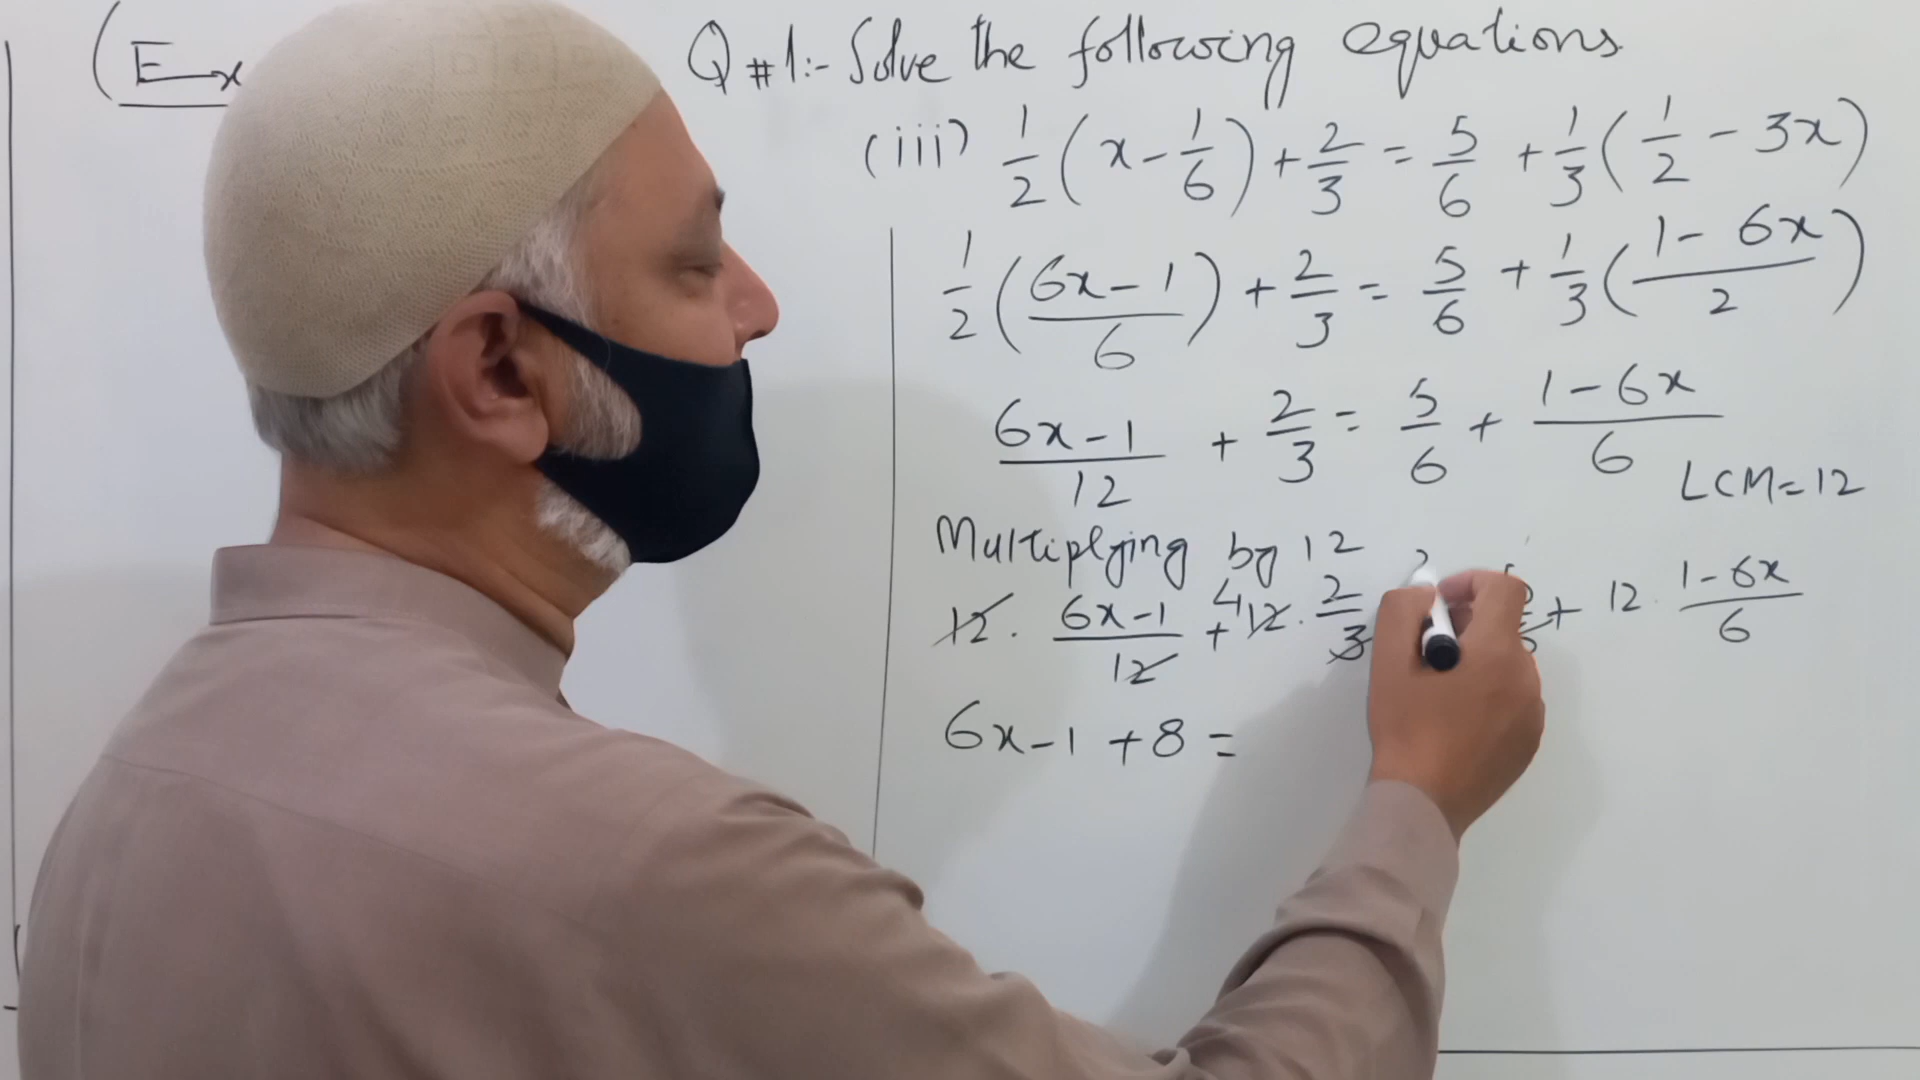 (Ex
Q#1:- Solve the following equations
(iii) 1/2 (x - 1/6) + 2/3 = 5/6 + 1/3 (1/2 - 3x)
1/2 ((6x-1)/6) + 2/3 = 5/6 + 1/3 ((1-6x)/2)
(6x-1)/12 + 2/3 = 5/6 + (1-6x)/6
LCM=12
Multiplying by 12
12 . (6x-1)/12 + 4 12 . 2/3 + 12 . (1-6x)/6
6x-1+8=